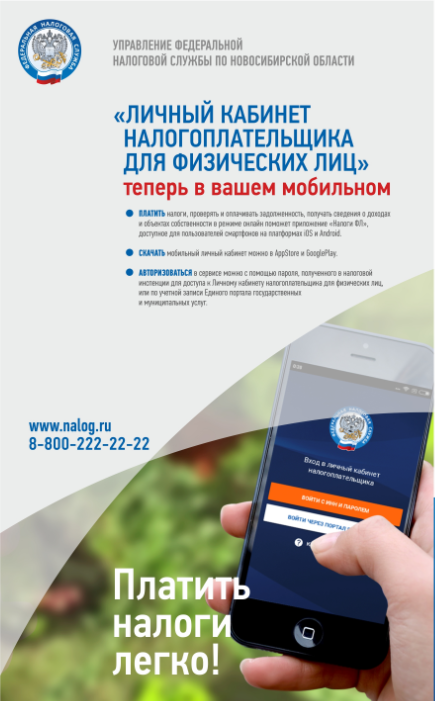 ФЕДЕРАЛЬНАЯ НАЛОГОВАЯ СЛУЖБА
УПРАВЛЕНИЕ ФЕДЕРАЛЬНОЙ
НАЛОГОВОЙ СЛУЖБЫ ПО НОВОСИБИРСКОЙ ОБЛАСТИ
«ЛИЧНЫЙ КАБИНЕТ
НАЛОГОПЛАТЕЛЬЩИКА
ДЛЯ ФИЗИЧЕСКИХ ЛИЦ»
теперь в вашем мобильном
ПЛАТИТЬ налоги, проверять и оплачивать задолженность, получать сведения о доходах
и объектах собственности в режиме онлайн поможет приложение «Налоги ФЛ»,
доступное для пользователей смартфонов на платформах iOS и Android.
СКАЧАТЬ мобильный личный кабинет можно в AppStore и GooglePlay.
АВТОРИЗОВАТЬСЯ в сервисе можно с помощью пароля, полученного в налоговой
инспекции для доступа к Личному кабинету налогоплательщика для физических лиц,
или по учетной записи Единого портала государственных
и муниципальных услуг.
www.nalog.ru
8-800-222-22-22
Вход в личный кабинет
налогоплательщика
ВОЙТИ С ИНН И ПАРОЛЕМ
ВОЙТИ ЧЕРЕЗ ПОРТАЛ
Платить
налоги
легко!